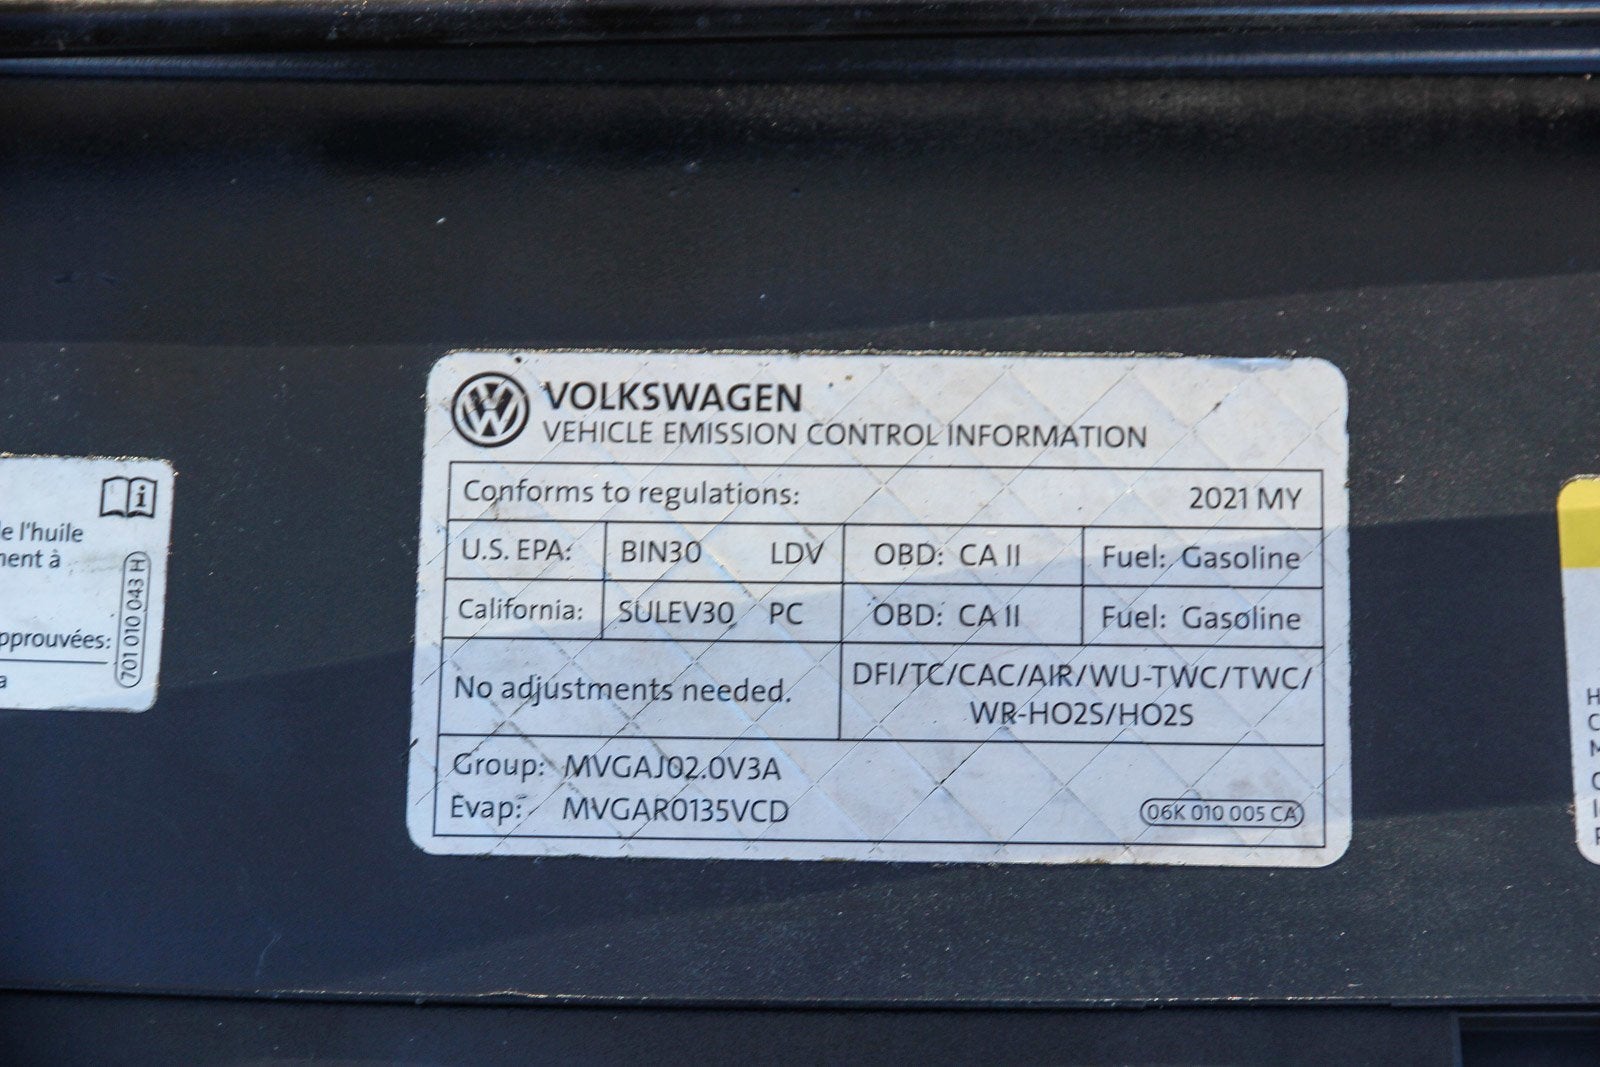 e l'huile
ment à
pprouvées:
a
701 010 043 H
VOLKSWAGEN
VEHICLE EMISSION CONTROL INFORMATION
Conforms to regulations: 2021 MY
U.S. EPA: BIN30 LDV OBD: CA II Fuel: Gasoline
California: SULEV30 PC OBD: CA II Fuel: Gasoline
No adjustments needed.
DFI/TC/CAC/AIR/WU-TWC/TWC/
WR-HO2S/HO2S
Group: MVGAJ02.0V3A
Evap: MVGAR0135VCD
06K 010 005 CA